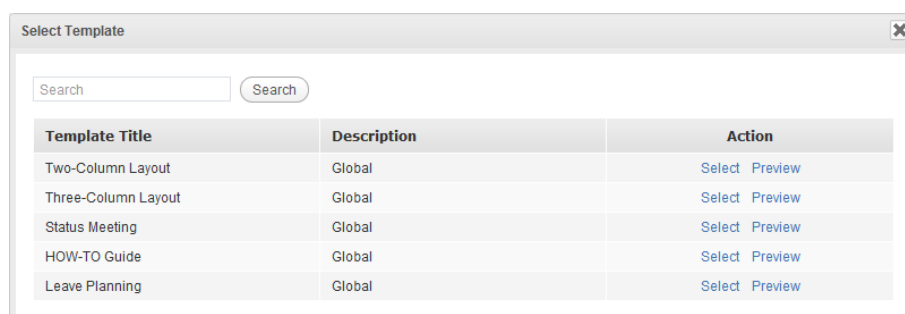 Select Template
Search Search
Template Title Description Action
Two-Column Layout Global Select Preview
Three-Column Layout Global Select Preview
Status Meeting Global Select Preview
HOW-TO Guide Global Select Preview
Leave Planning Global Select Preview